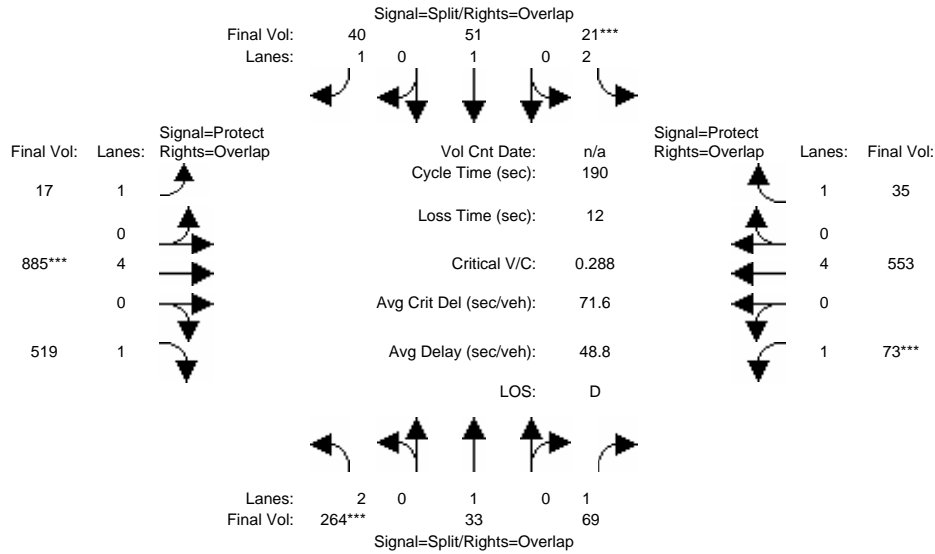 Signal=Split/Rights=Overlap
Final Vol: 40 51 21***
Lanes: 1 0 1 0 2
Signal=Protect Signal=Protect
Final Vol: Lanes: Rights=Overlap Vol Cnt Date: n/a Rights=Overlap Lanes: Final Vol:
Cycle Time (sec): 190
17 1 1 35
Loss Time (sec): 12
0 0
885*** 4 Critical V/C: 0.288 4 553
0 Avg Crit Del (sec/veh): 71.6 0
519 1 Avg Delay (sec/veh): 48.8 1 73***
LOS: D
Lanes: 2 0 1 0 1
Final Vol: 264*** 33 69
Signal=Split/Rights=Overlap